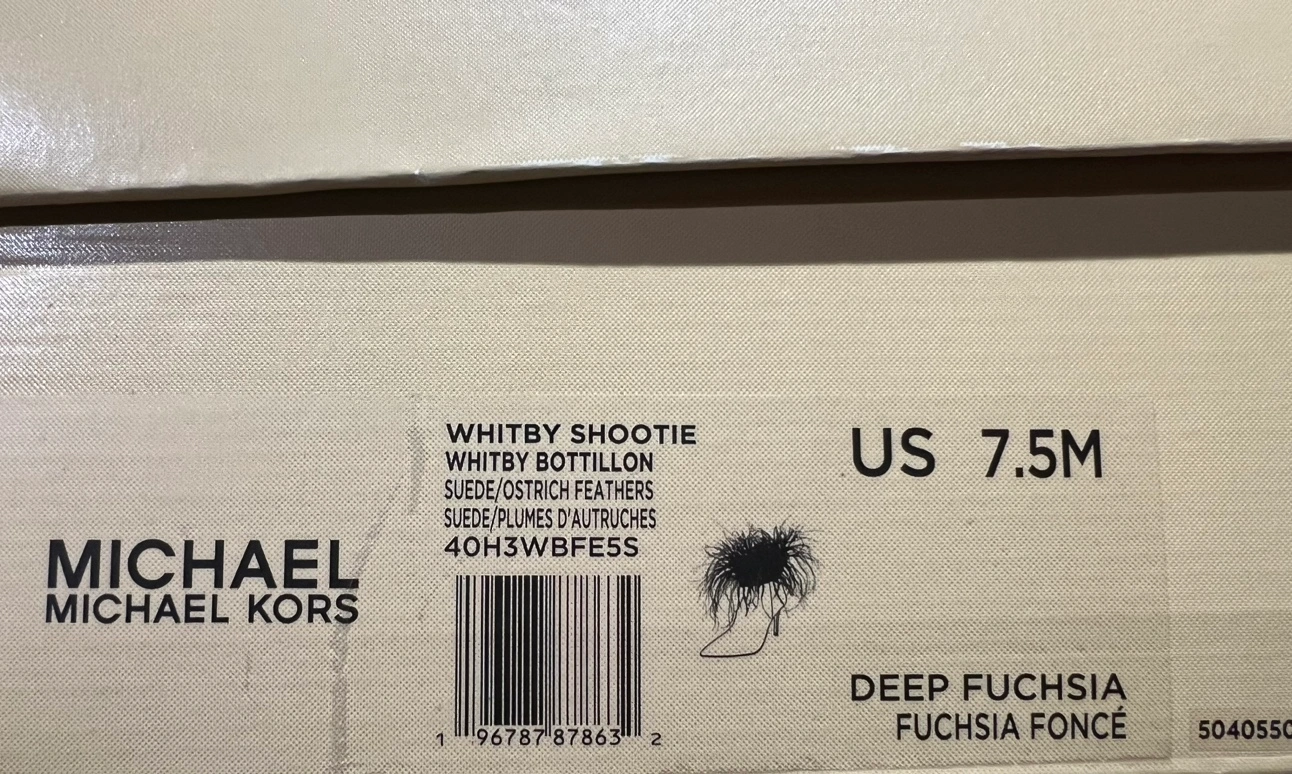 MICHAEL
MICHAEL KORS
WHITBY SHOOTIE
WHITBY BOTTILLON
SUEDE/OSTRICH FEATHERS
SUEDE/PLUMES D'AUTRUCHES
40H3WBFE5S
1 96787 87863 2
US 7.5M
DEEP FUCHSIA
FUCHSIA FONCÉ
5040550